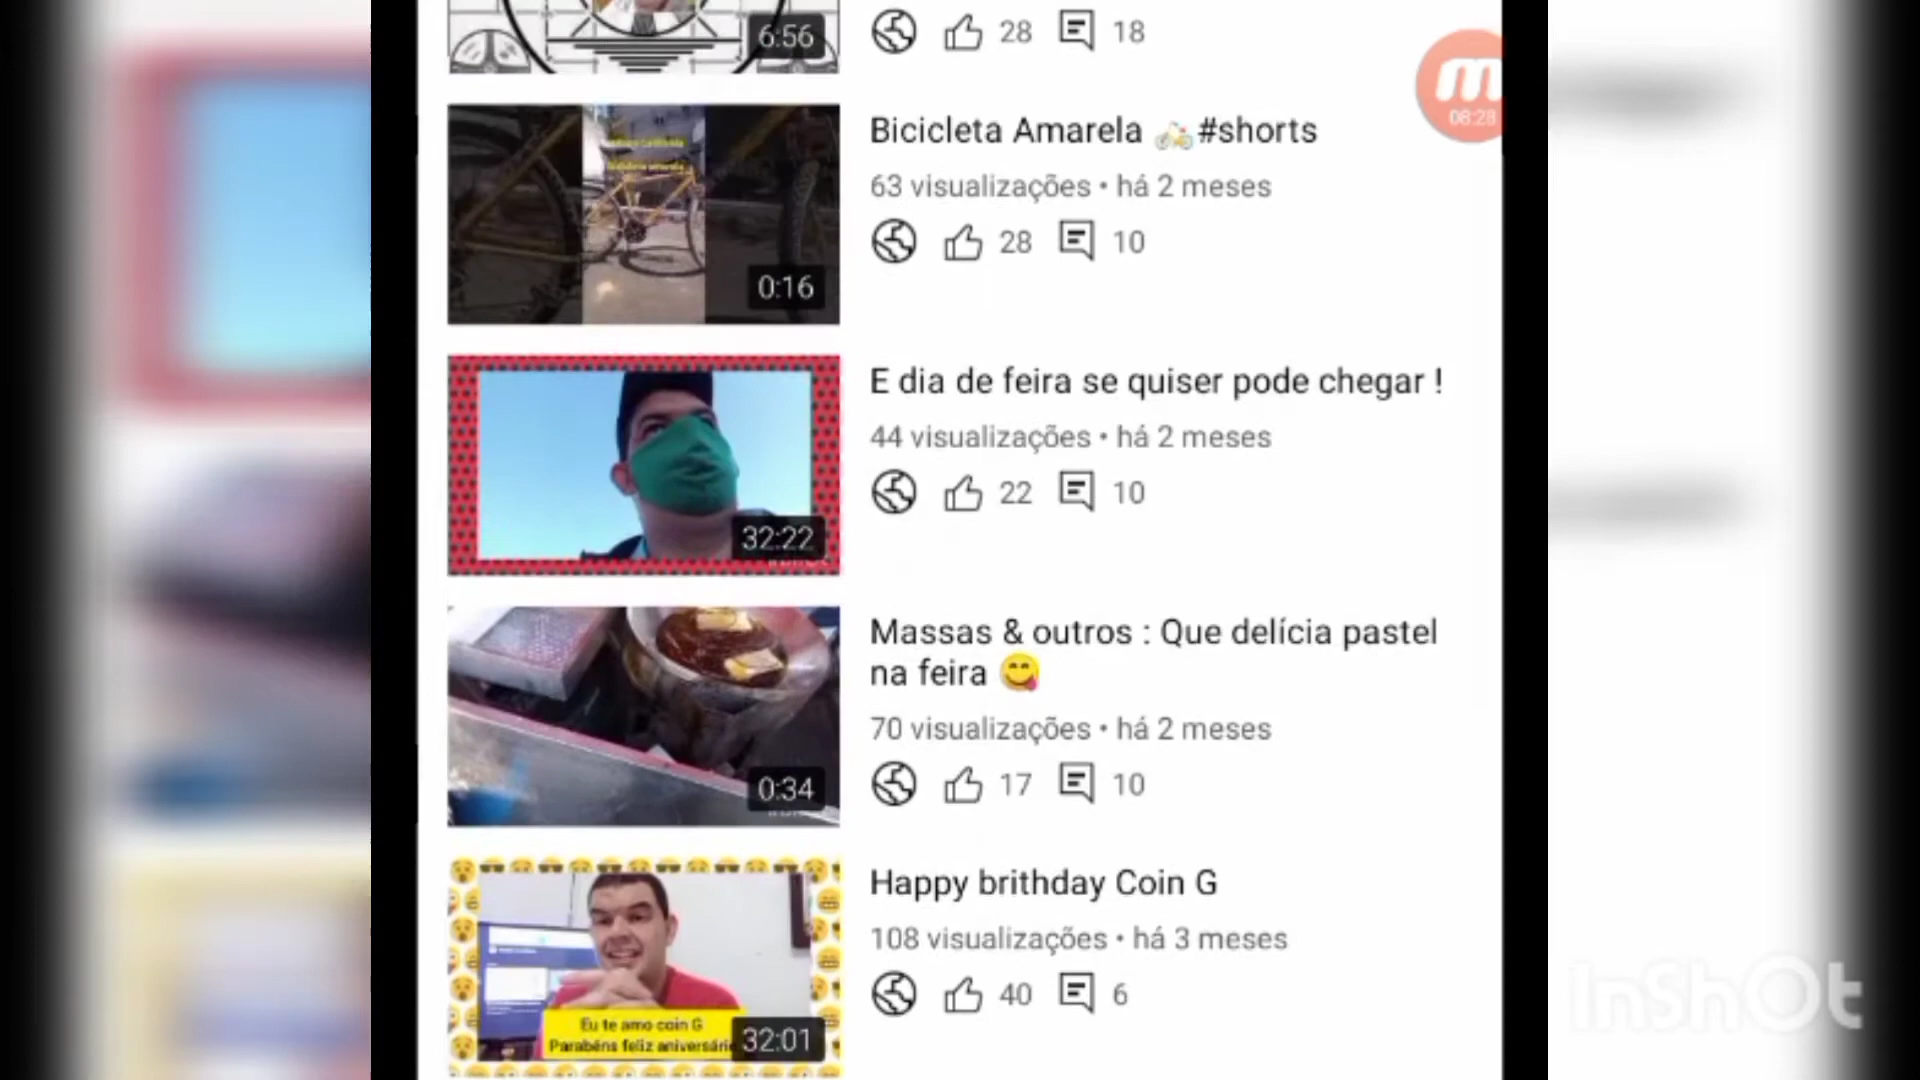 6:56
28 18
08:28
Bicicleta Amarela 🚴#shorts
63 visualizações • há 2 meses
28 10
bicicleta amarela
0:16
E dia de feira se quiser pode chegar !
44 visualizações • há 2 meses
22 10
32:22
Massas & outros : Que delícia pastel
na feira 😋
70 visualizações • há 2 meses
17 10
0:34
Happy brithday Coin G
108 visualizações • há 3 meses
40 6
Eu te amo coin G
Parabéns feliz aniversário
32:01
InShOt